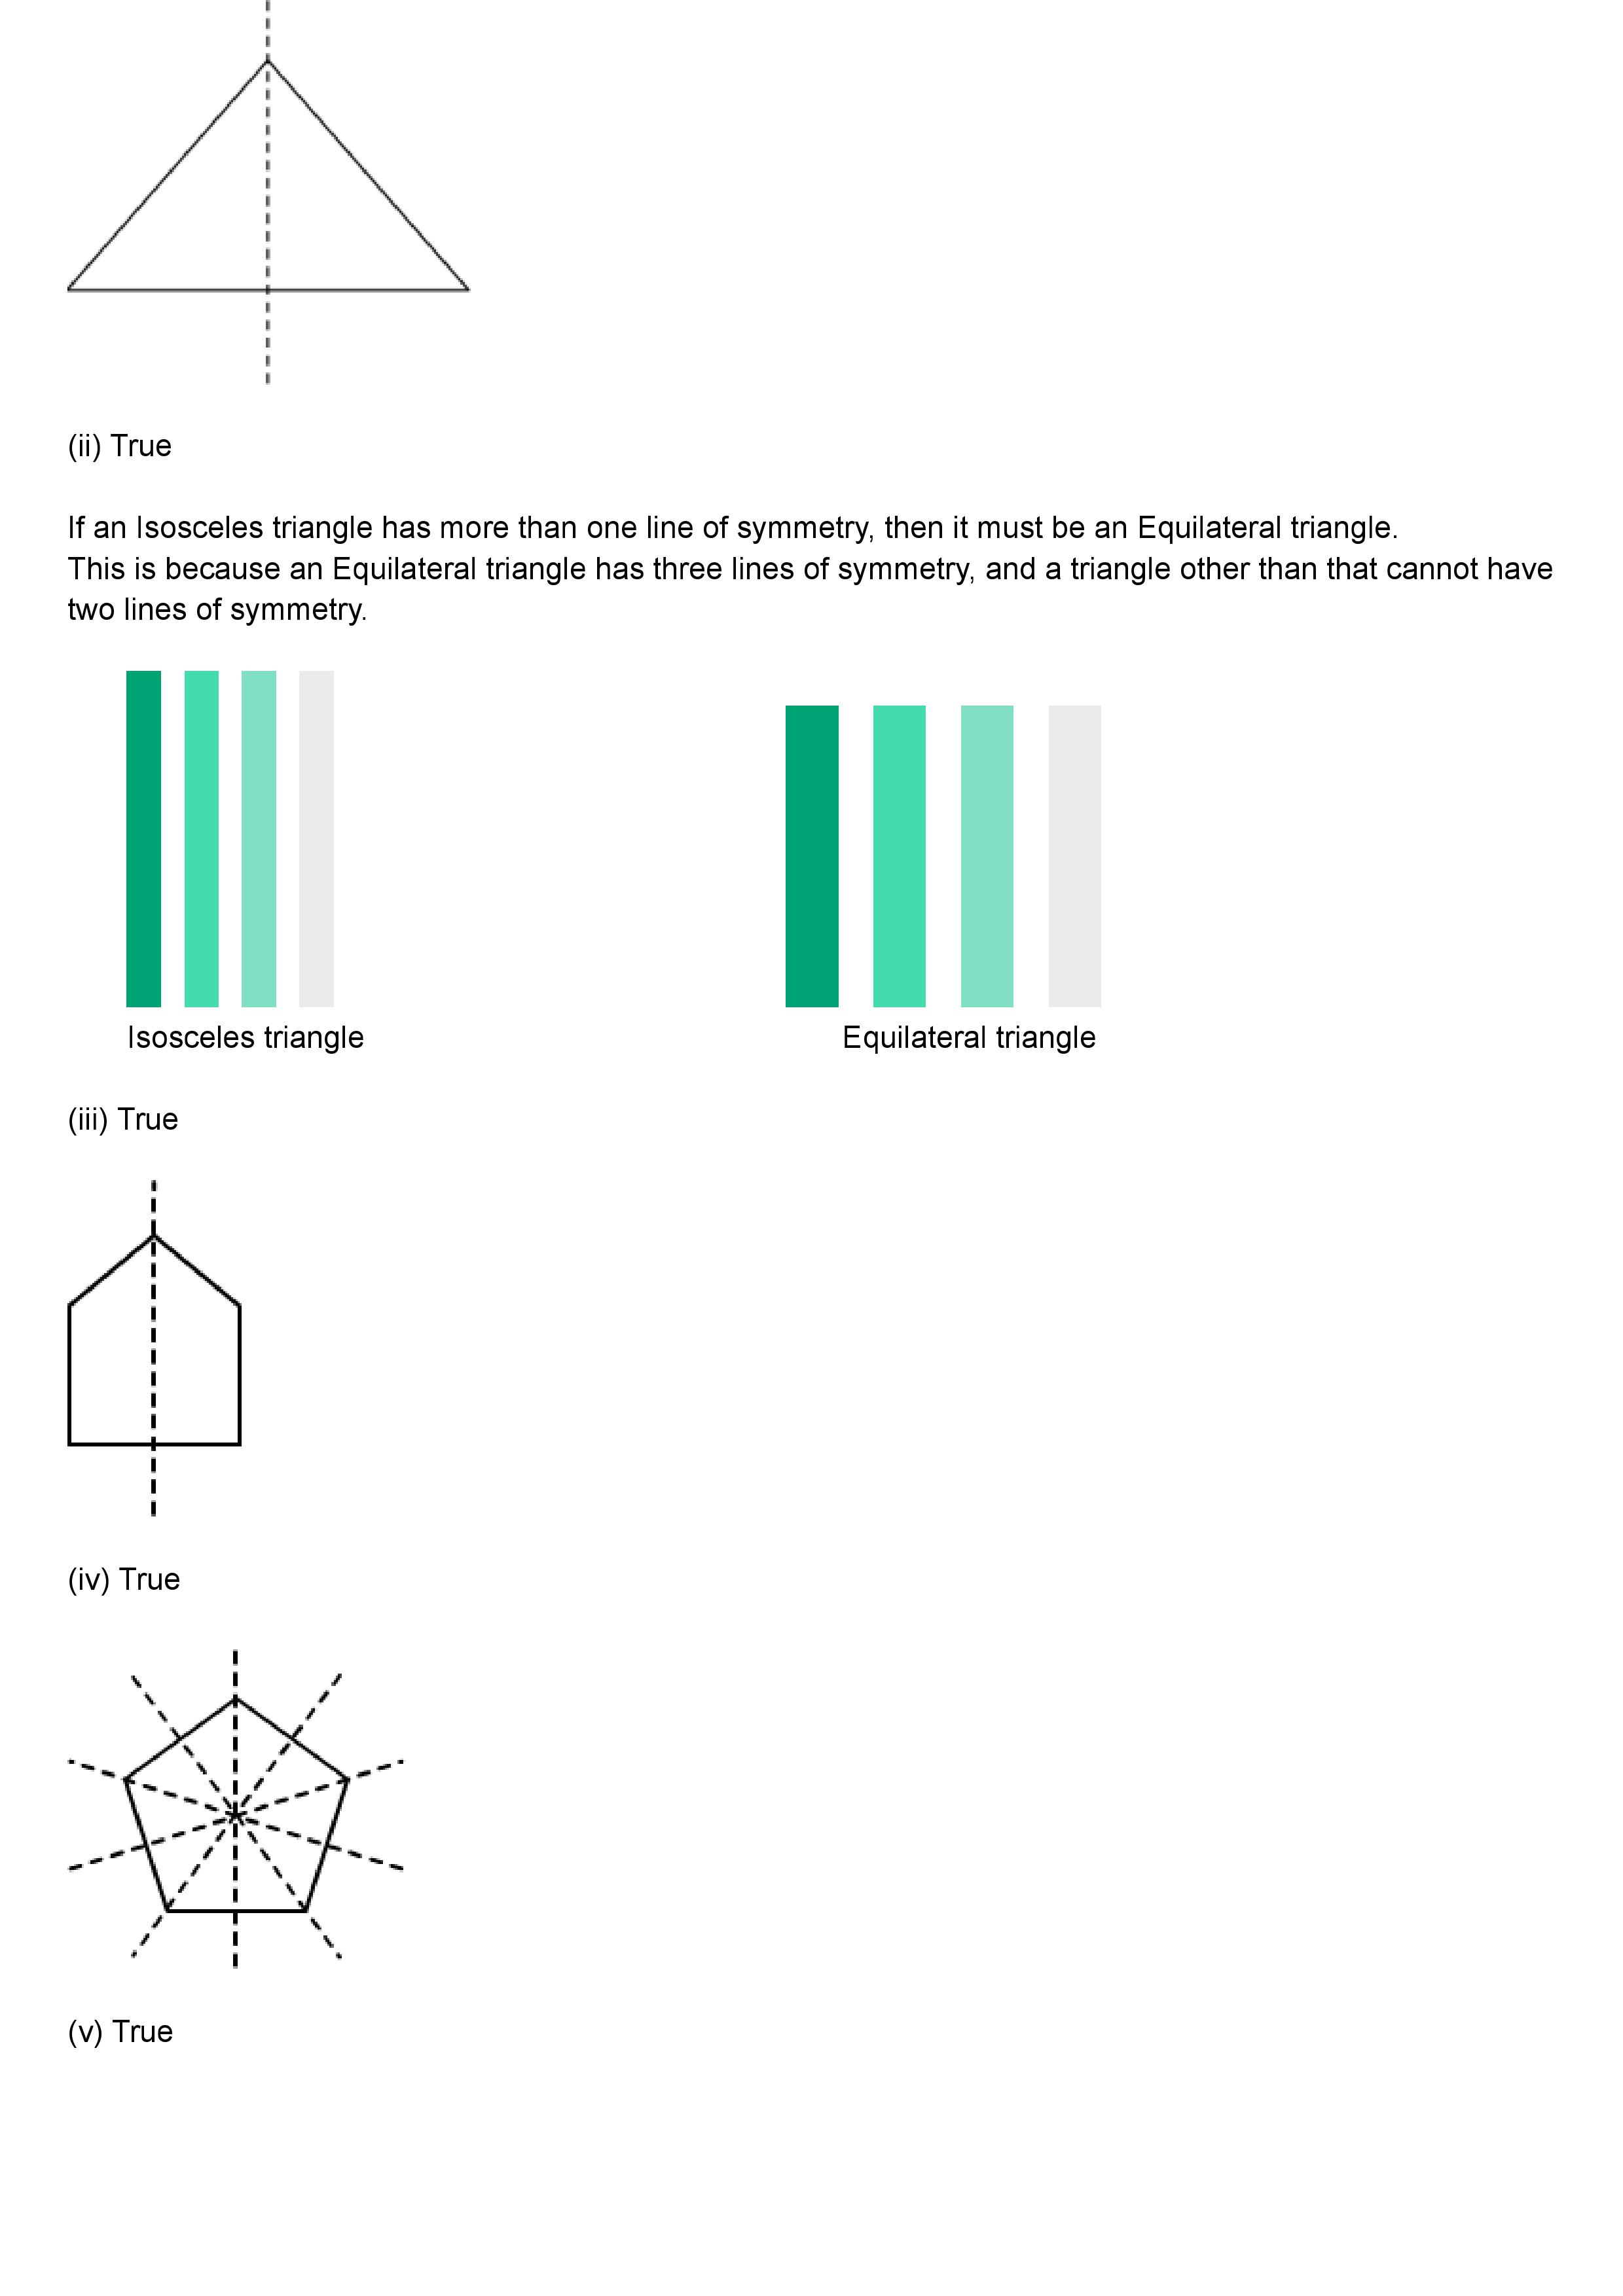 (ii) True
If an Isosceles triangle has more than one line of symmetry, then it must be an Equilateral triangle.
This is because an Equilateral triangle has three lines of symmetry, and a triangle other than that cannot have
two lines of symmetry.
Isosceles triangle
Equilateral triangle
(iii) True
(iv) True
(v) True